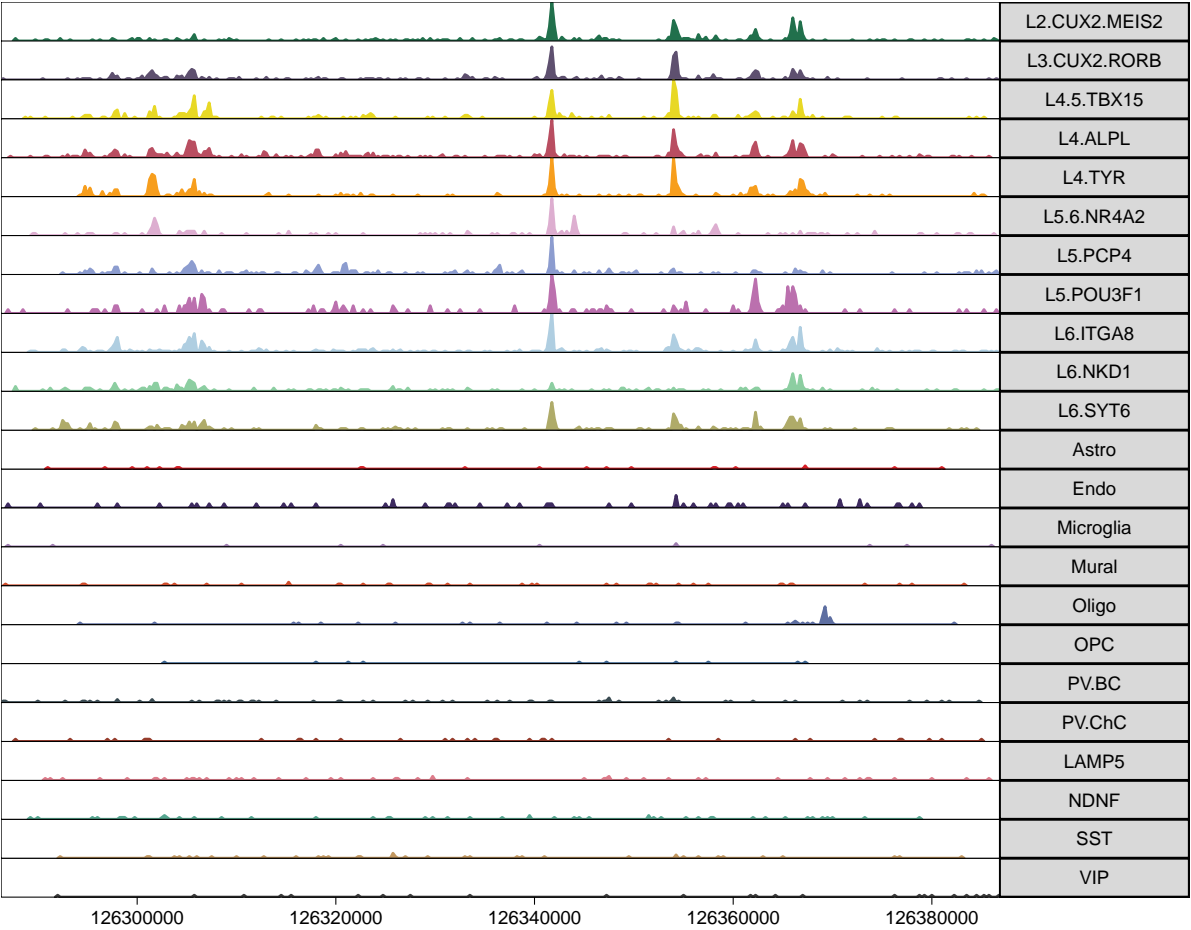 L2.CUX2.MEIS2
L3.CUX2.RORB
L4.5.TBX15
L4.ALPL
L4.TYR
L5.6.NR4A2
L5.PCP4
L5.POU3F1
L6.ITGA8
L6.NKD1
L6.SYT6
Astro
Endo
Microglia
Mural
Oligo
OPC
PV.BC
PV.ChC
LAMP5
NDNF
SST
VIP
126300000 126320000 126340000 126360000 126380000